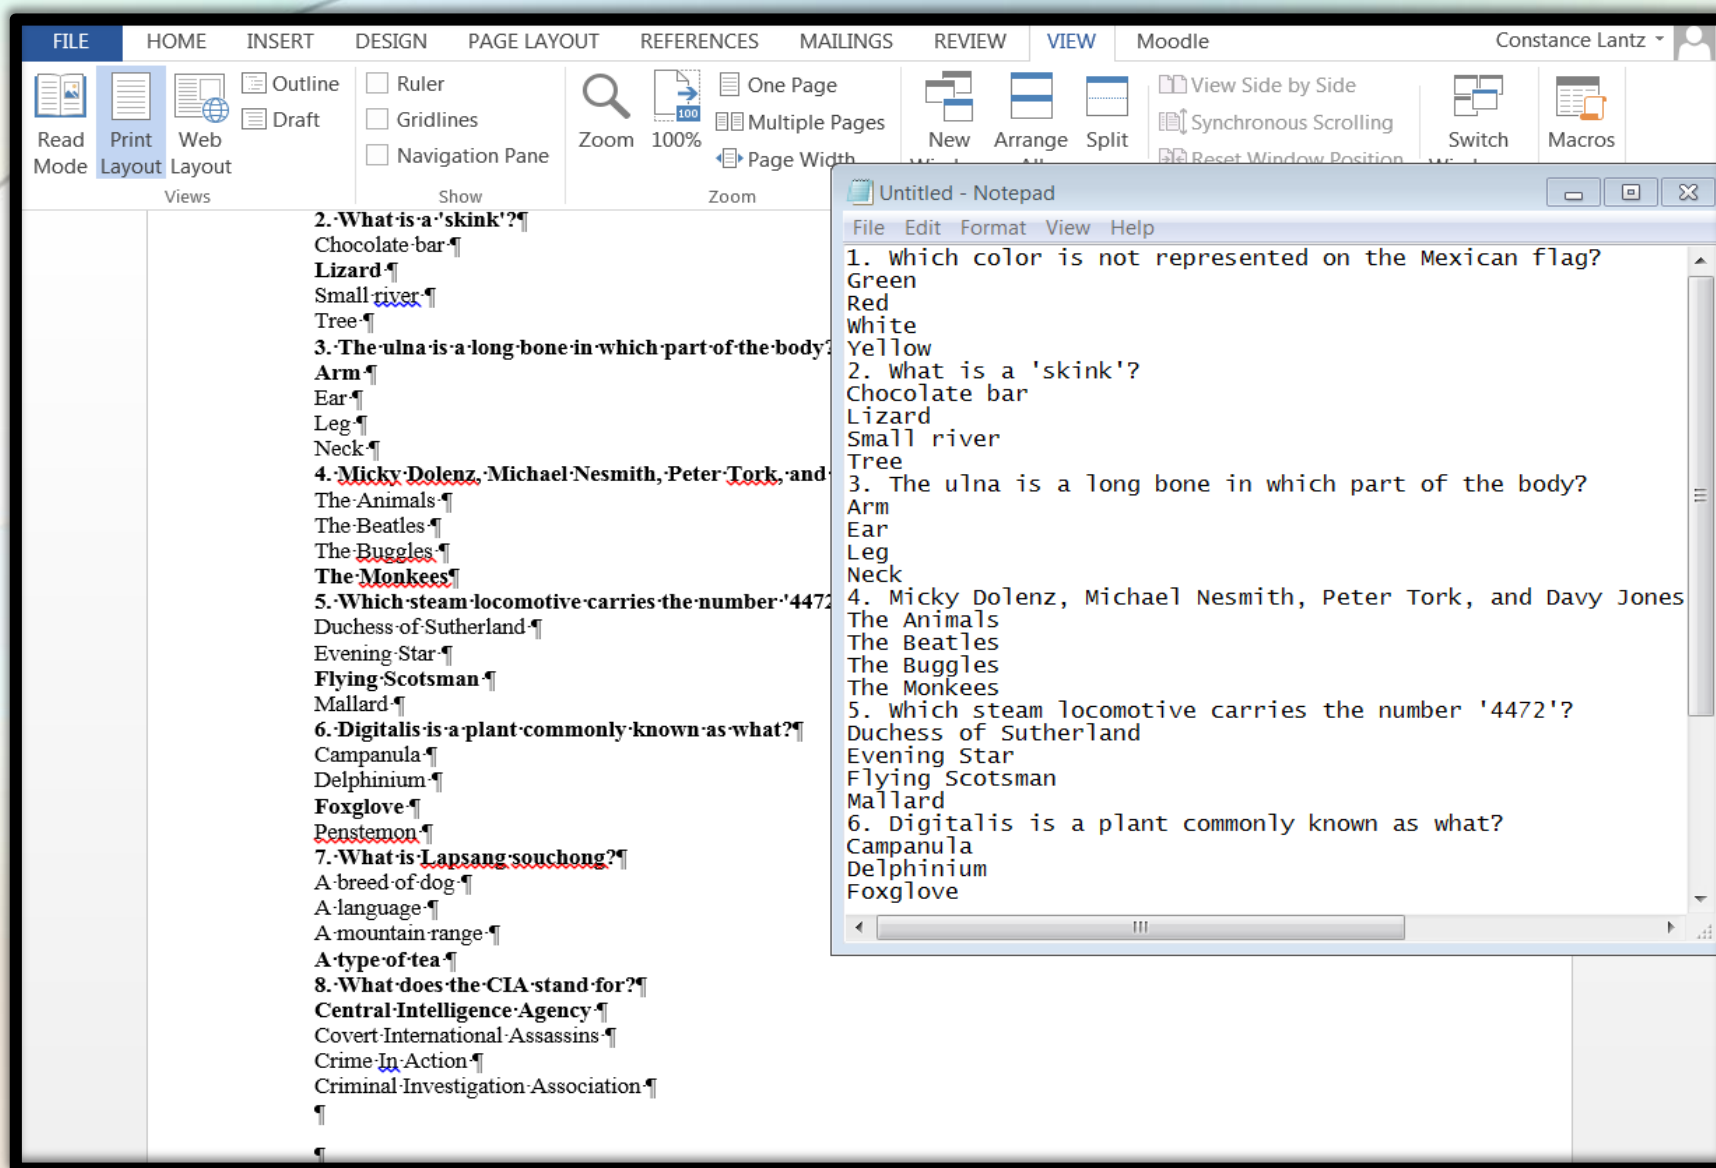 FILE HOME INSERT DESIGN PAGE LAYOUT REFERENCES MAILINGS REVIEW VIEW Moodle Constance Lantz
Read Mode
Print Layout
Web Layout
Outline
Draft
Views
Ruler
Gridlines
Navigation Pane
Show
Zoom
100
100%
One Page
Multiple Pages
Page Width
Zoom
New
Arrange
Split
View Side by Side
Synchronous Scrolling
Reset Window Position
Switch
Macros
2. What is a 'skink'?¶
Chocolate bar ¶
Lizard ¶
Small river ¶
Tree ¶
3. The ulna is a long bone in which part of the body?
Arm ¶
Ear ¶
Leg ¶
Neck ¶
4. Micky Dolenz, Michael Nesmith, Peter Tork, and
The Animals ¶
The Beatles ¶
The Buggles ¶
The Monkees¶
5. Which steam locomotive carries the number '4472
Duchess of Sutherland ¶
Evening Star ¶
Flying Scotsman ¶
Mallard ¶
6. Digitalis is a plant commonly known as what?¶
Campanula ¶
Delphinium ¶
Foxglove ¶
Penstemon ¶
7. What is Lapsang souchong?¶
A breed of dog ¶
A language ¶
A mountain range ¶
A type of tea ¶
8. What does the CIA stand for?¶
Central Intelligence Agency ¶
Covert International Assassins ¶
Crime In Action ¶
Criminal Investigation Association ¶
¶
¶
Untitled - Notepad
File Edit Format View Help
1. Which color is not represented on the Mexican flag?
Green
Red
White
Yellow
2. What is a 'skink'?
Chocolate bar
Lizard
Small river
Tree
3. The ulna is a long bone in which part of the body?
Arm
Ear
Leg
Neck
4. Micky Dolenz, Michael Nesmith, Peter Tork, and Davy Jones
The Animals
The Beatles
The Buggles
The Monkees
5. Which steam locomotive carries the number '4472'?
Duchess of Sutherland
Evening Star
Flying Scotsman
Mallard
6. Digitalis is a plant commonly known as what?
Campanula
Delphinium
Foxglove